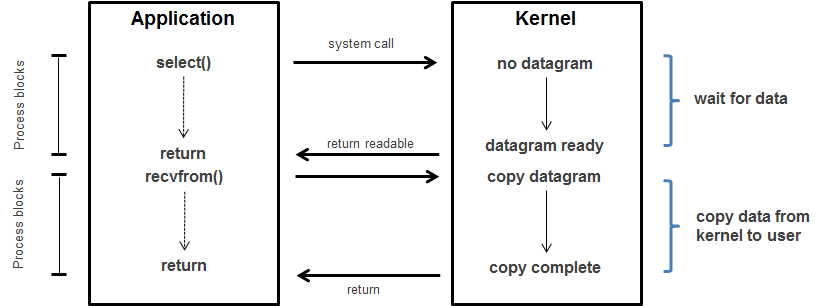 Application
Kernel
system call
select()
no datagram
Process blocks
wait for data
return readable
return
datagram ready
recvfrom()
copy datagram
Process blocks
copy data from
kernel to user
return
copy complete
return